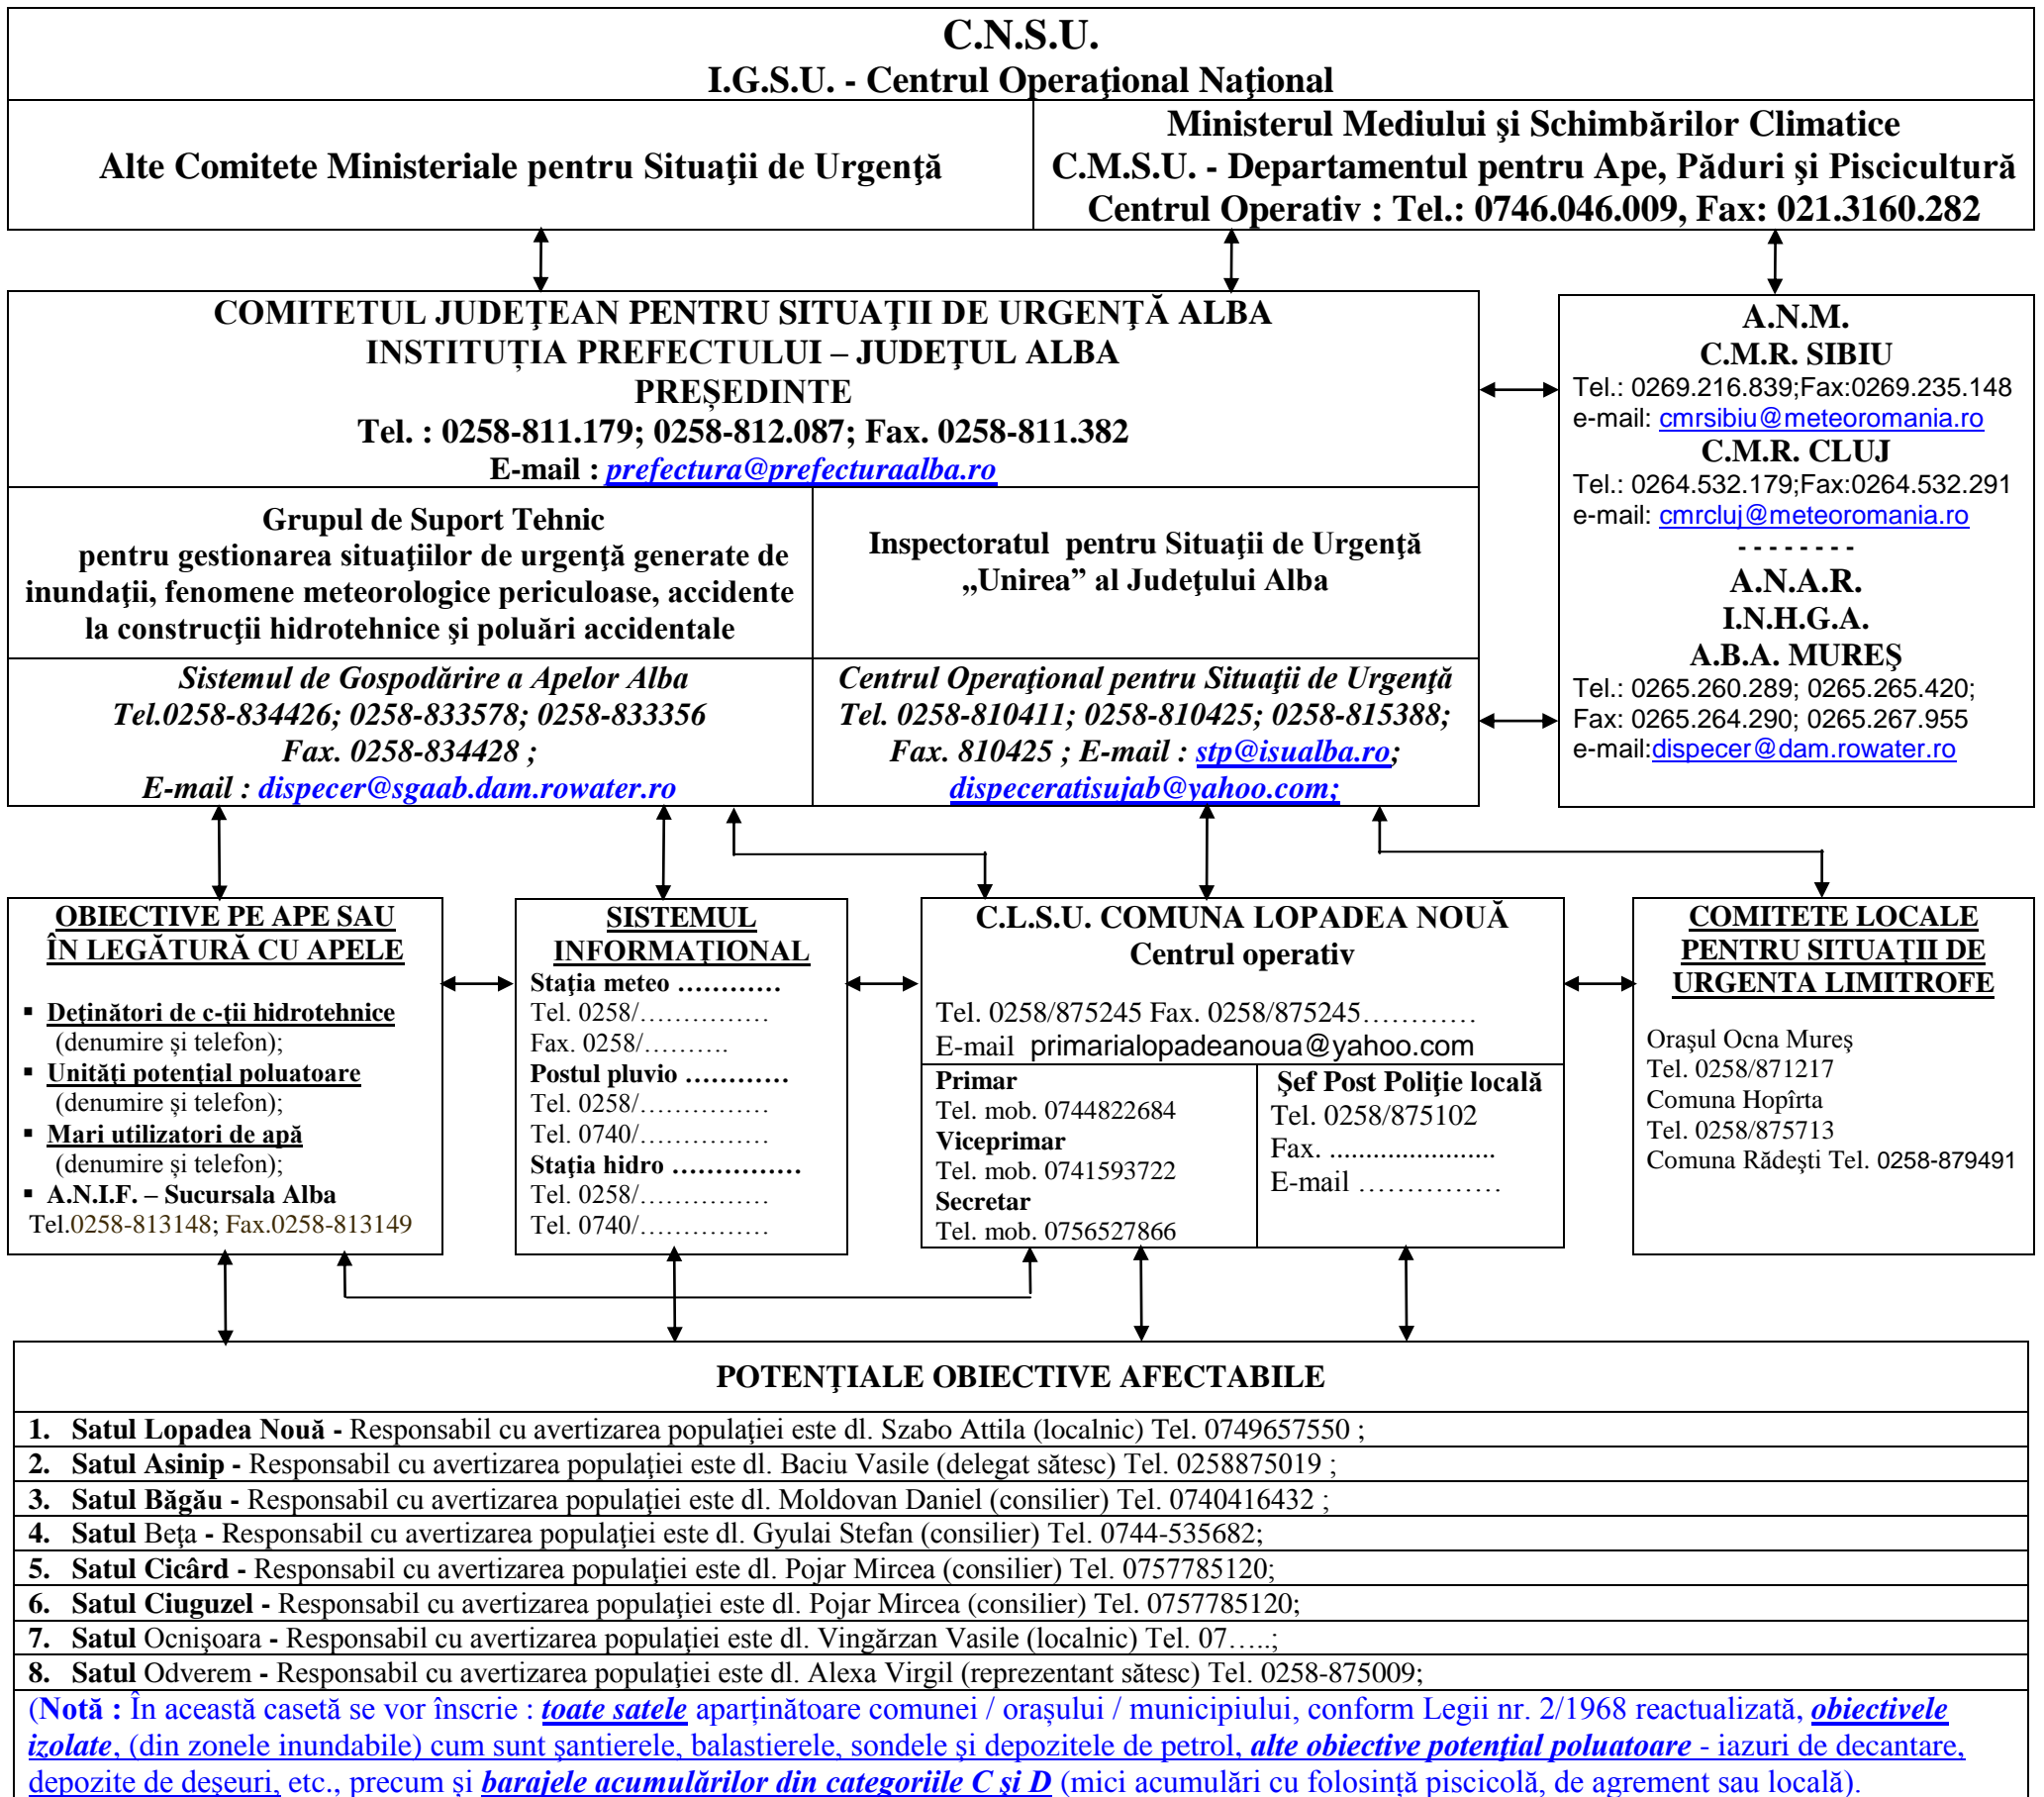 C.N.S.U.
I.G.S.U. - Centrul Operaţional Naţional
Alte Comitete Ministeriale pentru Situaţii de Urgenţă
Ministerul Mediului şi Schimbărilor Climatice
C.M.S.U. - Departamentul pentru Ape, Păduri şi Piscicultură
Centrul Operativ : Tel.: 0746.046.009, Fax: 021.3160.282
COMITETUL JUDEŢEAN PENTRU SITUAŢII DE URGENŢĂ ALBA
INSTITUȚIA PREFECTULUI – JUDEŢUL ALBA
PREȘEDINTE
Tel. : 0258-811.179; 0258-812.087; Fax. 0258-811.382
E-mail : prefectura@prefecturaalba.ro
Grupul de Suport Tehnic
pentru gestionarea situaţiilor de urgenţă generate de
inundaţii, fenomene meteorologice periculoase, accidente
la construcţii hidrotehnice şi poluări accidentale
Inspectoratul pentru Situaţii de Urgenţă
„Unirea” al Judeţului Alba
Sistemul de Gospodărire a Apelor Alba
Tel.0258-834426; 0258-833578; 0258-833356
Fax. 0258-834428 ;
E-mail : dispecer@sgaab.dam.rowater.ro
Centrul Operaţional pentru Situaţii de Urgenţă
Tel. 0258-810411; 0258-810425; 0258-815388;
Fax. 810425 ; E-mail : stp@isualba.ro;
dispeceratisujab@yahoo.com;
A.N.M.
C.M.R. SIBIU
Tel.: 0269.216.839;Fax:0269.235.148
e-mail: cmrsibiu@meteoromania.ro
C.M.R. CLUJ
Tel.: 0264.532.179;Fax:0264.532.291
e-mail: cmrcluj@meteoromania.ro
- - - - - - - -
A.N.A.R.
I.N.H.G.A.
A.B.A. MUREŞ
Tel.: 0265.260.289; 0265.265.420;
Fax: 0265.264.290; 0265.267.955
e-mail:dispecer@dam.rowater.ro
OBIECTIVE PE APE SAU
ÎN LEGĂTURĂ CU APELE
▪ Deţinători de c-ţii hidrotehnice
(denumire și telefon);
▪ Unităţi potenţial poluatoare
(denumire și telefon);
▪ Mari utilizatori de apă
(denumire și telefon);
▪ A.N.I.F. – Sucursala Alba
Tel.0258-813148; Fax.0258-813149
SISTEMUL
INFORMAȚIONAL
Staţia meteo …………
Tel. 0258/……………
Fax. 0258/……….
Postul pluvio …………
Tel. 0258/……………
Tel. 0740/……………
Staţia hidro ……………
Tel. 0258/……………
Tel. 0740/……………
C.L.S.U. COMUNA LOPADEA NOUĂ
Centrul operativ
Tel. 0258/875245 Fax. 0258/875245…………
E-mail primarialopadeanoua@yahoo.com
Primar
Tel. mob. 0744822684
Viceprimar
Tel. mob. 0741593722
Secretar
Tel. mob. 0756527866
Şef Post Poliţie locală
Tel. 0258/875102
Fax. .......................
E-mail ……………
COMITETE LOCALE
PENTRU SITUAȚII DE
URGENTA LIMITROFE
Oraşul Ocna Mureş
Tel. 0258/871217
Comuna Hopîrta
Tel. 0258/875713
Comuna Rădeşti Tel. 0258-879491
POTENŢIALE OBIECTIVE AFECTABILE
1. Satul Lopadea Nouă - Responsabil cu avertizarea populaţiei este dl. Szabo Attila (localnic) Tel. 0749657550 ;
2. Satul Asinip - Responsabil cu avertizarea populaţiei este dl. Baciu Vasile (delegat sătesc) Tel. 0258875019 ;
3. Satul Băgău - Responsabil cu avertizarea populaţiei este dl. Moldovan Daniel (consilier) Tel. 0740416432 ;
4. Satul Beţa - Responsabil cu avertizarea populaţiei este dl. Gyulai Stefan (consilier) Tel. 0744-535682;
5. Satul Cicârd - Responsabil cu avertizarea populaţiei este dl. Pojar Mircea (consilier) Tel. 0757785120;
6. Satul Ciuguzel - Responsabil cu avertizarea populaţiei este dl. Pojar Mircea (consilier) Tel. 0757785120;
7. Satul Ocnişoara - Responsabil cu avertizarea populaţiei este dl. Vingărzan Vasile (localnic) Tel. 07…..;
8. Satul Odverem - Responsabil cu avertizarea populaţiei este dl. Alexa Virgil (reprezentant sătesc) Tel. 0258-875009;
(Notă : În această casetă se vor înscrie : toate satele aparținătoare comunei / orașului / municipiului, conform Legii nr. 2/1968 reactualizată, obiectivele
izolate, (din zonele inundabile) cum sunt şantierele, balastierele, sondele şi depozitele de petrol, alte obiective potenţial poluatoare - iazuri de decantare,
depozite de deşeuri, etc., precum și barajele acumulărilor din categoriile C şi D (mici acumulări cu folosință piscicolă, de agrement sau locală).